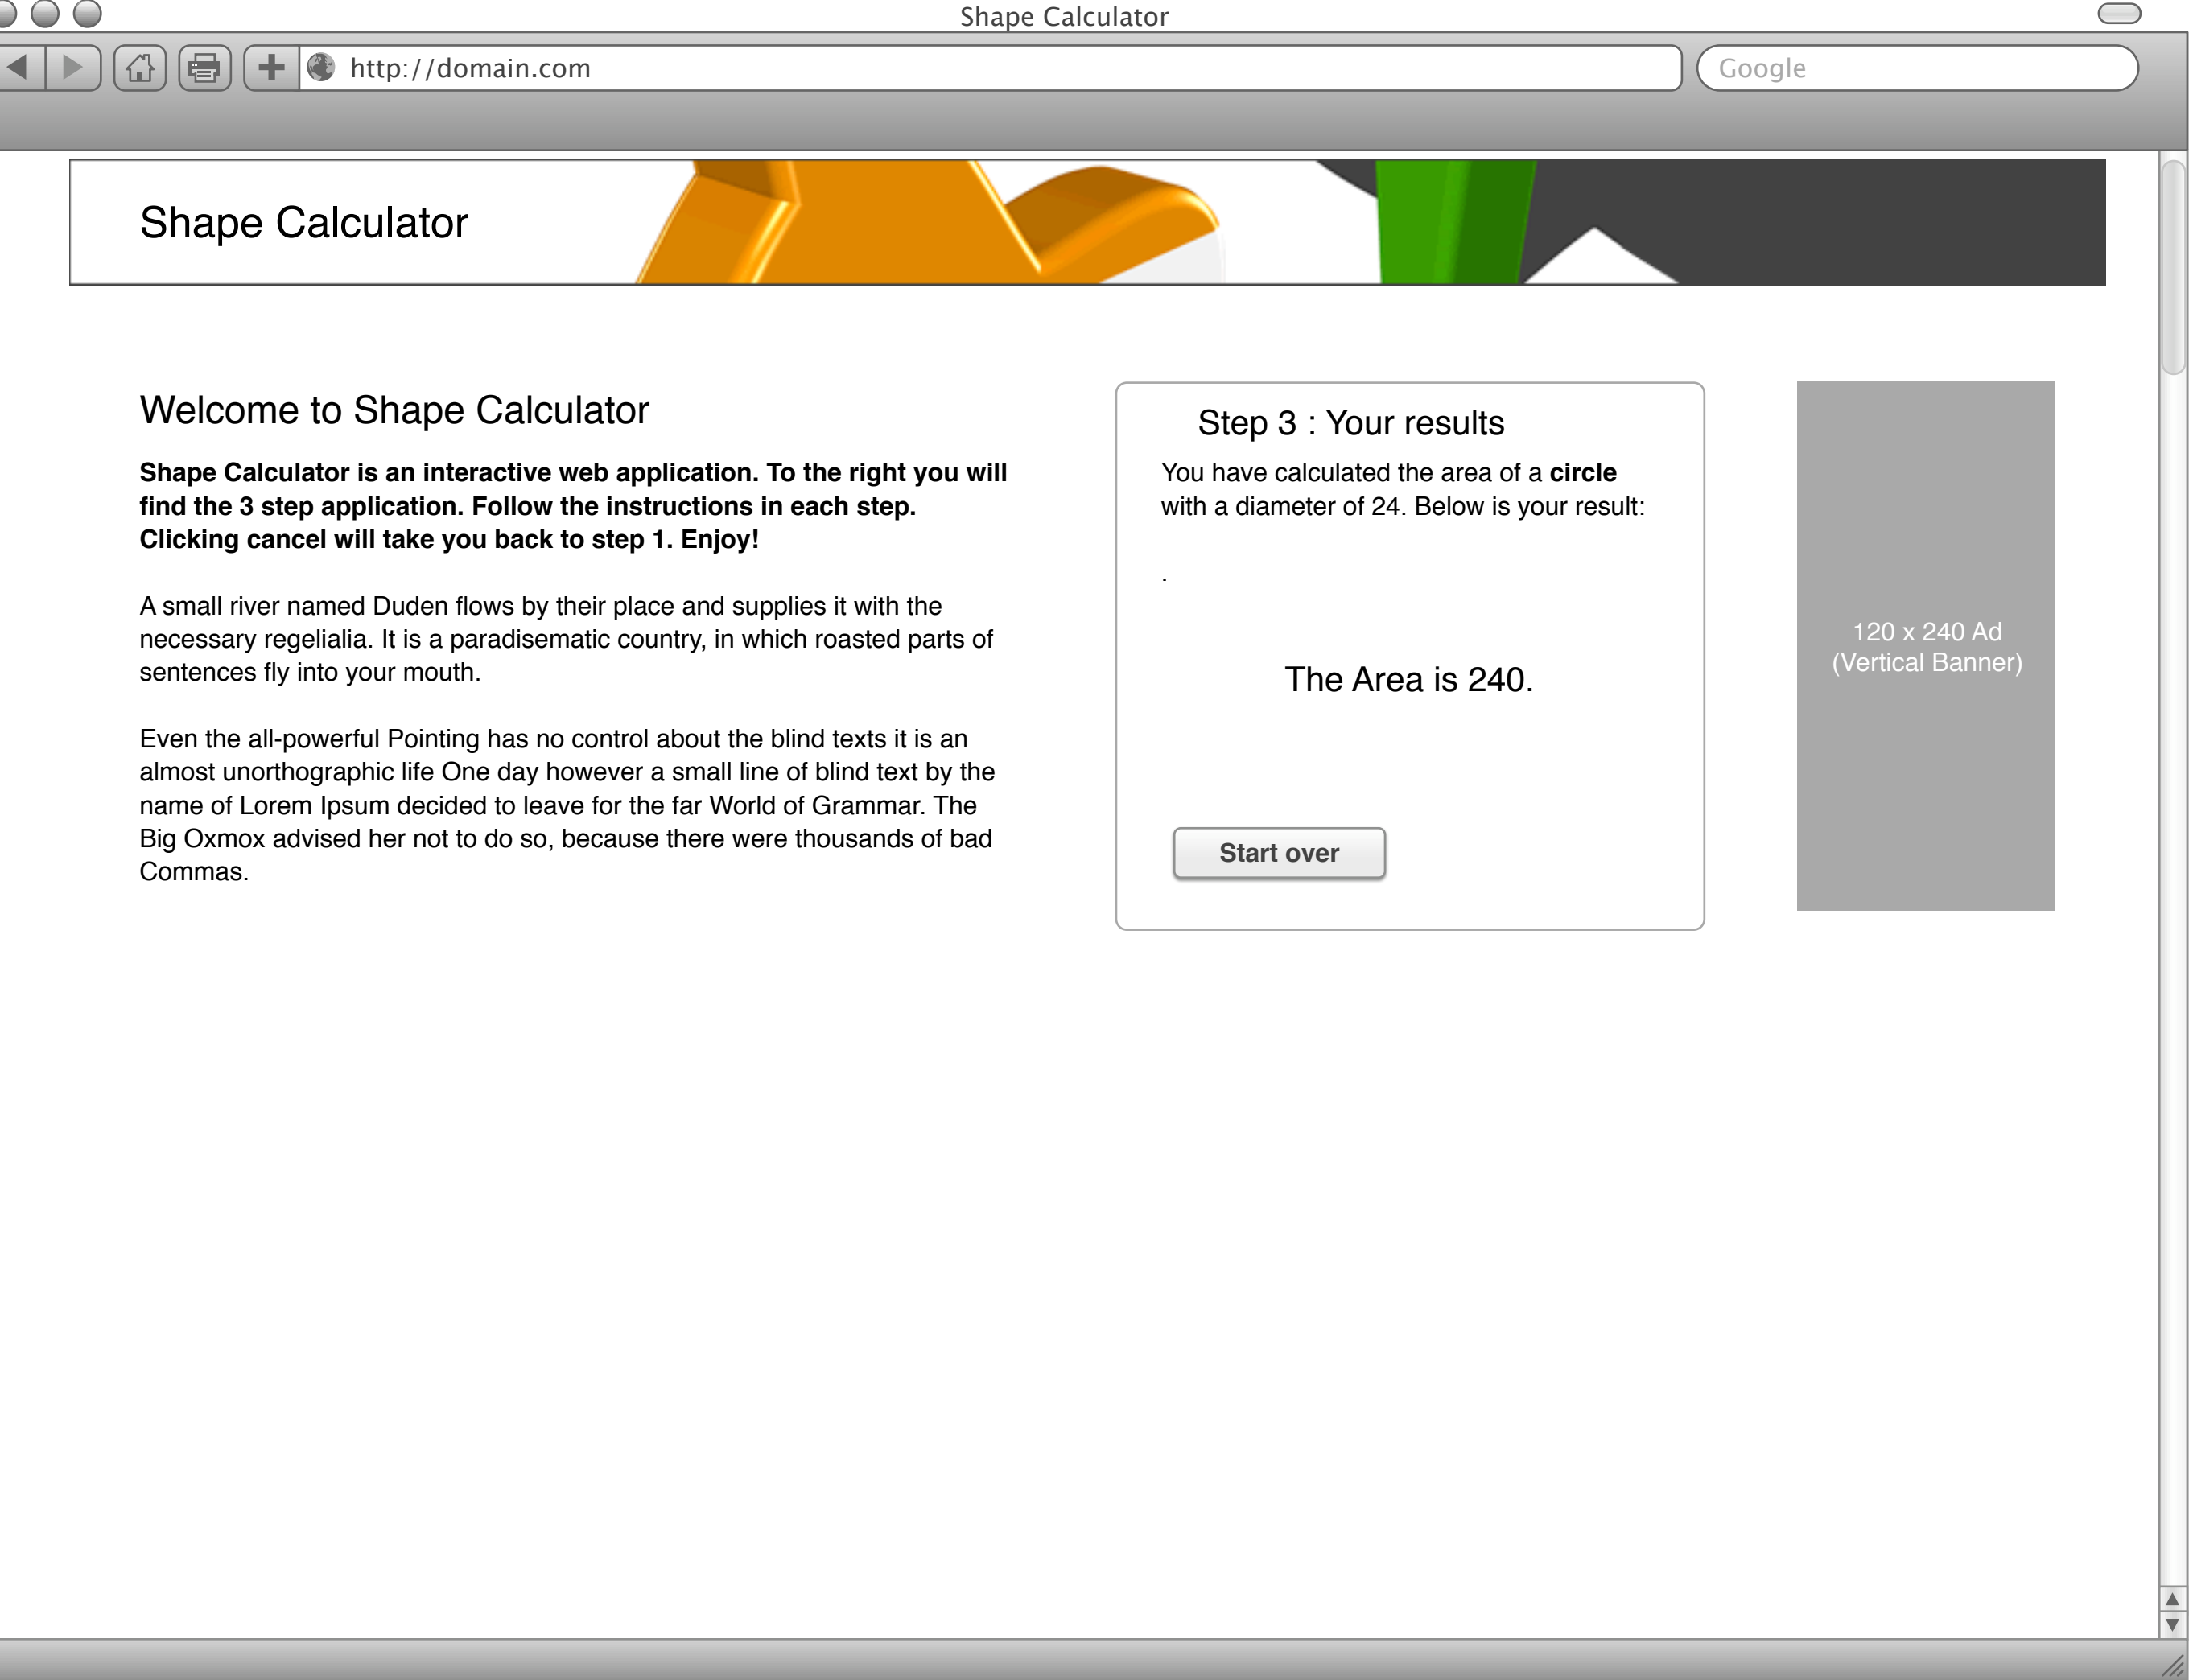 Shape Calculator
http://domain.com
Google
Shape Calculator
Welcome to Shape Calculator
Shape Calculator is an interactive web application. To the right you will
find the 3 step application. Follow the instructions in each step.
Clicking cancel will take you back to step 1. Enjoy!
A small river named Duden flows by their place and supplies it with the
necessary regelialia. It is a paradisematic country, in which roasted parts of
sentences fly into your mouth.
Even the all-powerful Pointing has no control about the blind texts it is an
almost unorthographic life One day however a small line of blind text by the
name of Lorem Ipsum decided to leave for the far World of Grammar. The
Big Oxmox advised her not to do so, because there were thousands of bad
Commas.
Step 3 : Your results
You have calculated the area of a circle
with a diameter of 24. Below is your result:
.
The Area is 240.
Start over
120 x 240 Ad
(Vertical Banner)